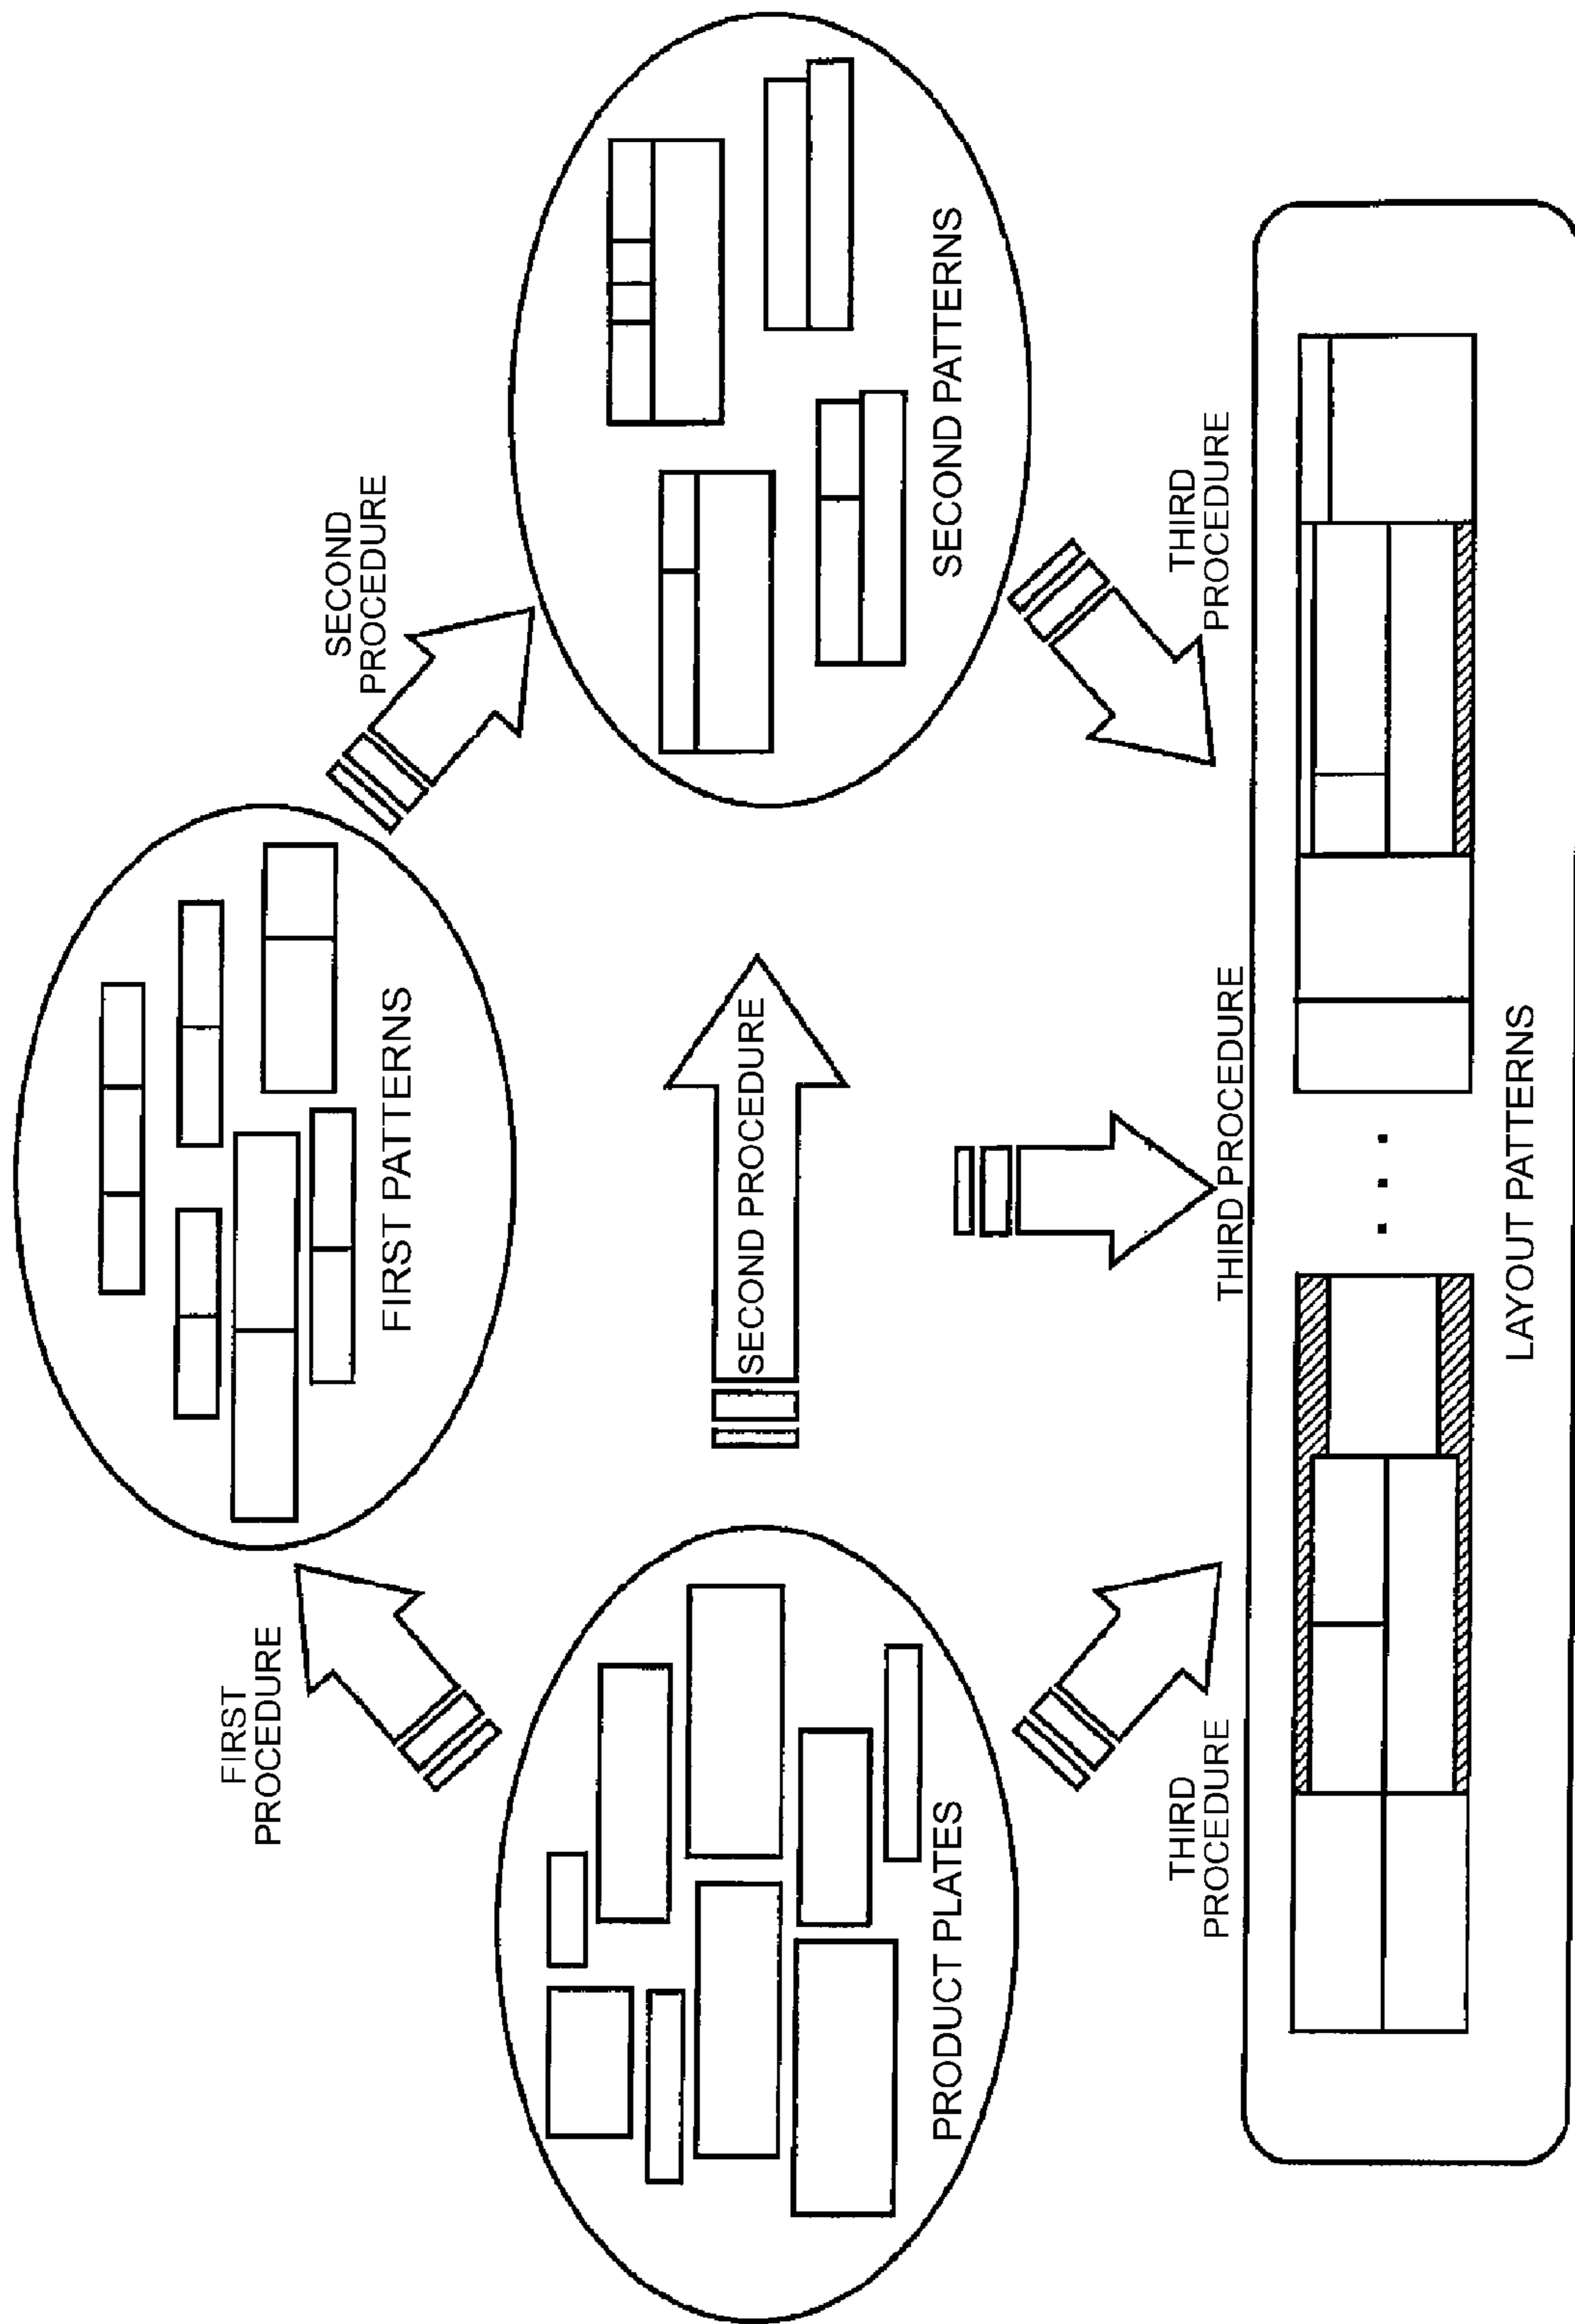 FIRST
PROCEDURE
FIRST PATTERNS
SECOND
PROCEDURE
PRODUCT PLATES
SECOND PROCEDURE
SECOND PATTERNS
THIRD
PROCEDURE
THIRD PROCEDURE
THIRD
PROCEDURE
LAYOUT PATTERNS